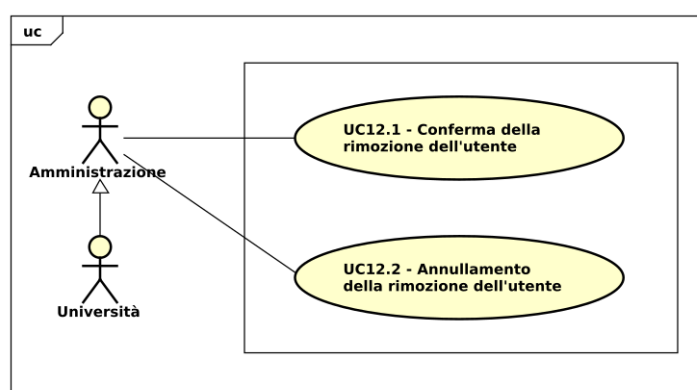 uc
UC12.1 - Conferma della
rimozione dell'utente
Amministrazione
UC12.2 - Annullamento
della rimozione dell'utente
Università